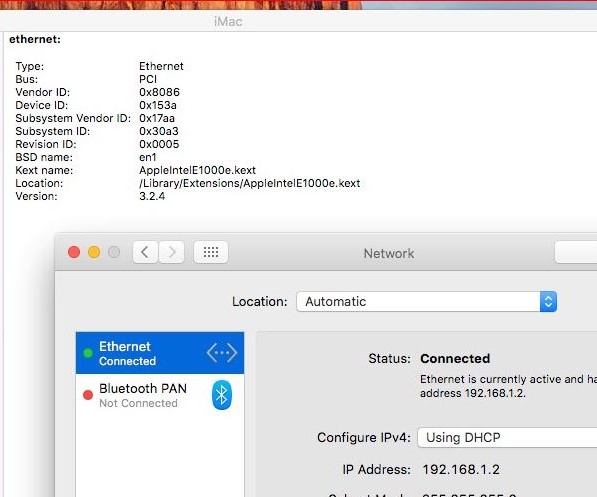 iMac
ethernet:
Type: Ethernet
Bus: PCI
Vendor ID: 0x8086
Device ID: 0x153a
Subsystem Vendor ID: 0x17aa
Subsystem ID: 0x30a3
Revision ID: 0x0005
BSD name: en1
Kext name: AppleIntelE1000e.kext
Location: /Library/Extensions/AppleIntelE1000e.kext
Version: 3.2.4
Network
Location: Automatic
Ethernet
Connected
Bluetooth PAN
Not Connected
Status: Connected
Ethernet is currently active and ha
address 192.168.1.2.
Configure IPv4: Using DHCP
IP Address: 192.168.1.2